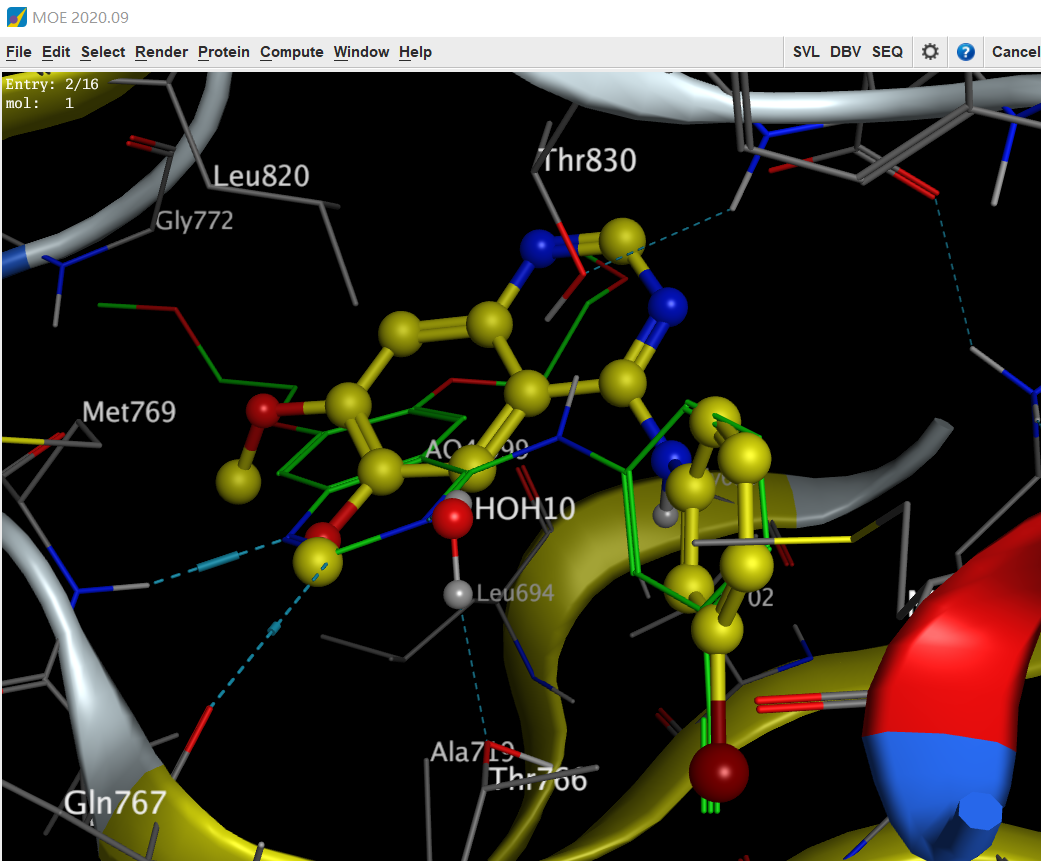 MOE 2020.09
File Edit Select Render Protein Compute Window Help SVL DBV SEQ Cancel
Entry: 2/16
mol: 1
Thr830
Leu820
Gly772
Met769
HOH10
Leu694
02
Ala719
Thr766
Gln767